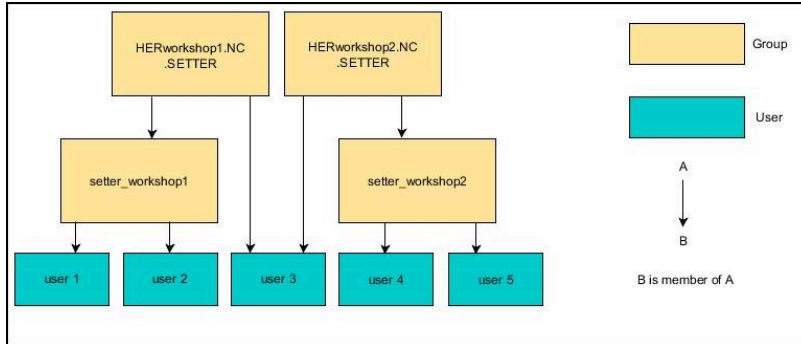 HERworkshop1.NC
.SETTER
HERworkshop2.NC
.SETTER
Group
User
setter_workshop1
setter_workshop2
A
B
user 1
user 2
user 3
user 4
user 5
B is member of A